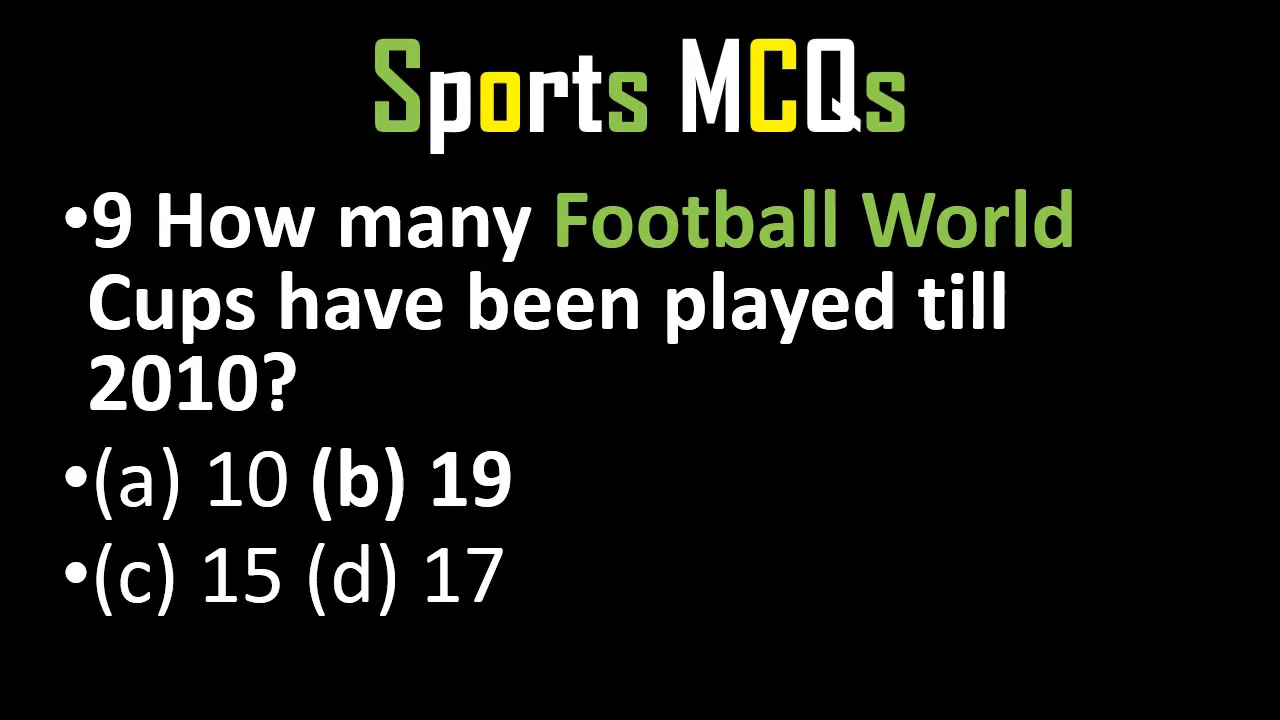 Sports MCQs
•9 How many Football World
Cups have been played till
2010?
•(a) 10 (b) 19
•(c) 15 (d) 17